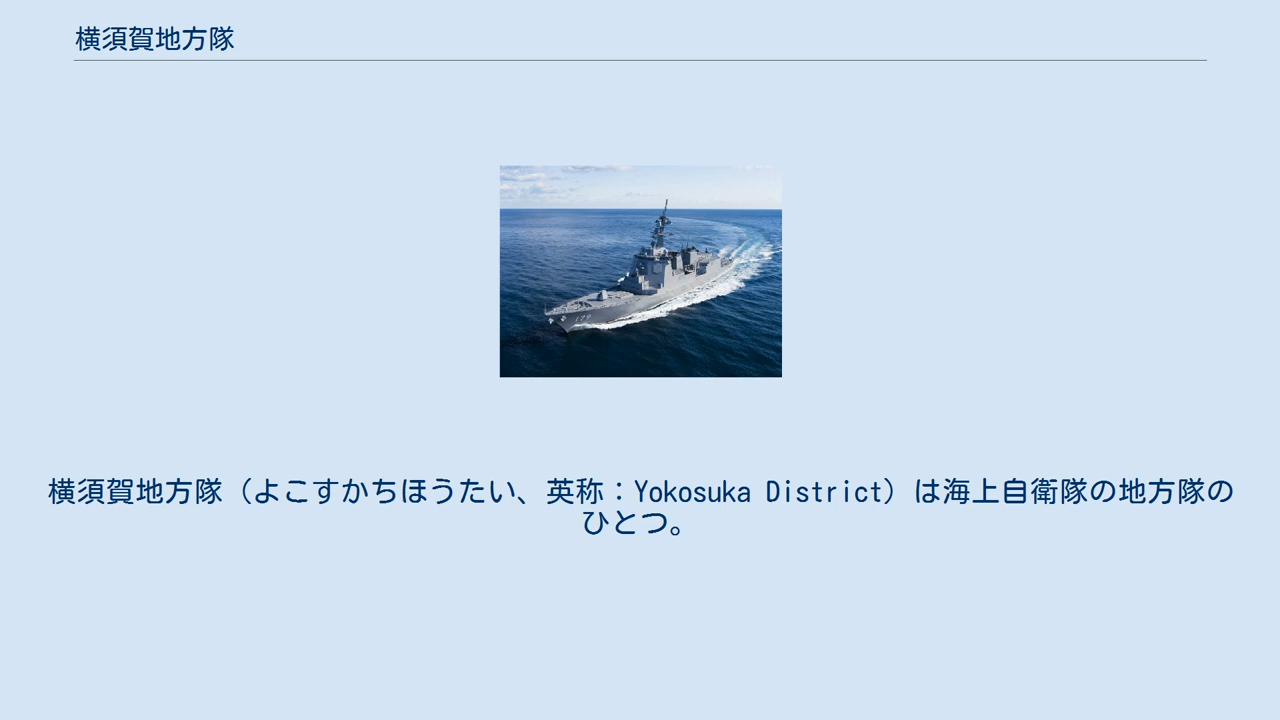 横須賀地方隊
横須賀地方隊（よこすかちほうたい、英称：Yokosuka District）は海上自衛隊の地方隊の
ひとつ。